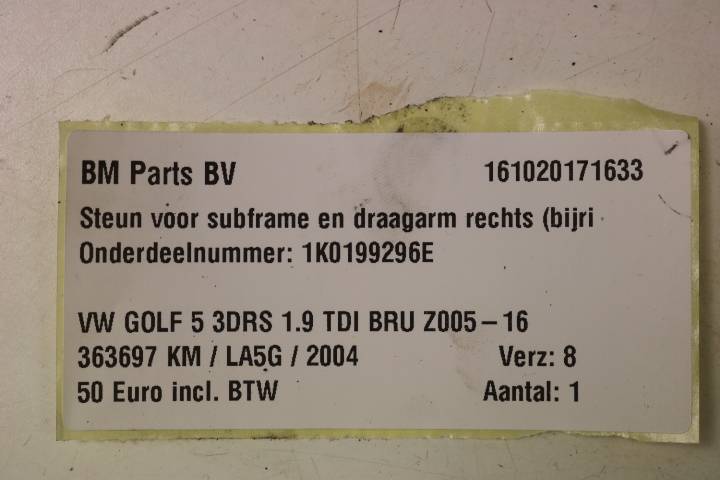 BM Parts BV 161020171633
Steun voor subframe en draagarm rechts (bijri
Onderdeelnummer: 1K0199296E
VW GOLF 5 3DRS 1.9 TDI BRU Z005-16
363697 KM / LA5G / 2004 Verz: 8
50 Euro incl. BTW Aantal: 1